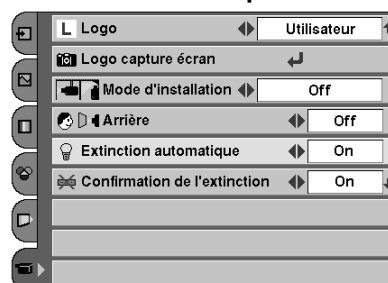 L Logo Utilisateur
Logo capture écran
Mode d'installation Off
Arrière Off
Extinction automatique On
Confirmation de l'extinction On